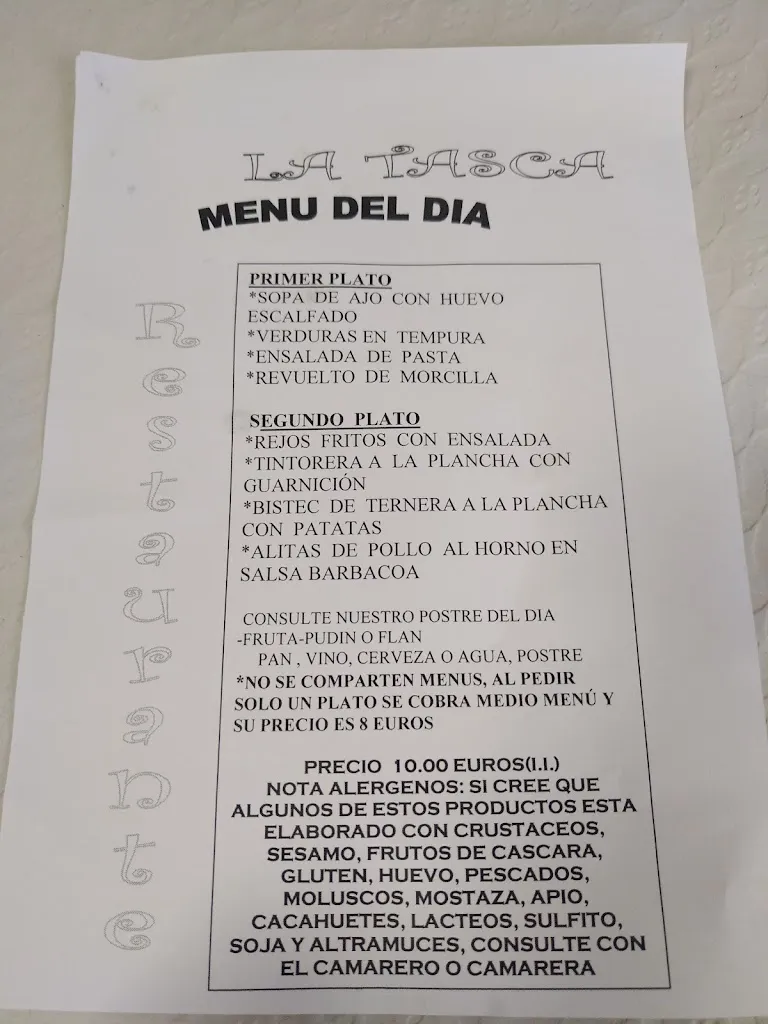 LA TASCA
MENU DEL DIA
Restaurante
PRIMER PLATO
*SOPA DE AJO CON HUEVO
ESCALFADO
*VERDURAS EN TEMPURA
*ENSALADA DE PASTA
*REVUELTO DE MORCILLA
SEGUNDO PLATO
*REJOS FRITOS CON ENSALADA
*TINTORERA A LA PLANCHA CON
GUARNICIÓN
*BISTEC DE TERNERA A LA PLANCHA
CON PATATAS
*ALITAS DE POLLO AL HORNO EN
SALSA BARBACOA
CONSULTE NUESTRO POSTRE DEL DIA
-FRUTA-PUDIN O FLAN
PAN , VINO, CERVEZA O AGUA, POSTRE
*NO SE COMPARTEN MENUS, AL PEDIR
SOLO UN PLATO SE COBRA MEDIO MENÚ Y
SU PRECIO ES 8 EUROS
PRECIO 10.00 EUROS(I.I.)
NOTA ALERGENOS: SI CREE QUE
ALGUNOS DE ESTOS PRODUCTOS ESTA
ELABORADO CON CRUSTACEOS,
SESAMO, FRUTOS DE CASCARA,
GLUTEN, HUEVO, PESCADOS,
MOLUSCOS, MOSTAZA, APIO,
CACAHUETES, LACTEOS, SULFITO,
SOJA Y ALTRAMUCES, CONSULTE CON
EL CAMARERO O CAMARERA